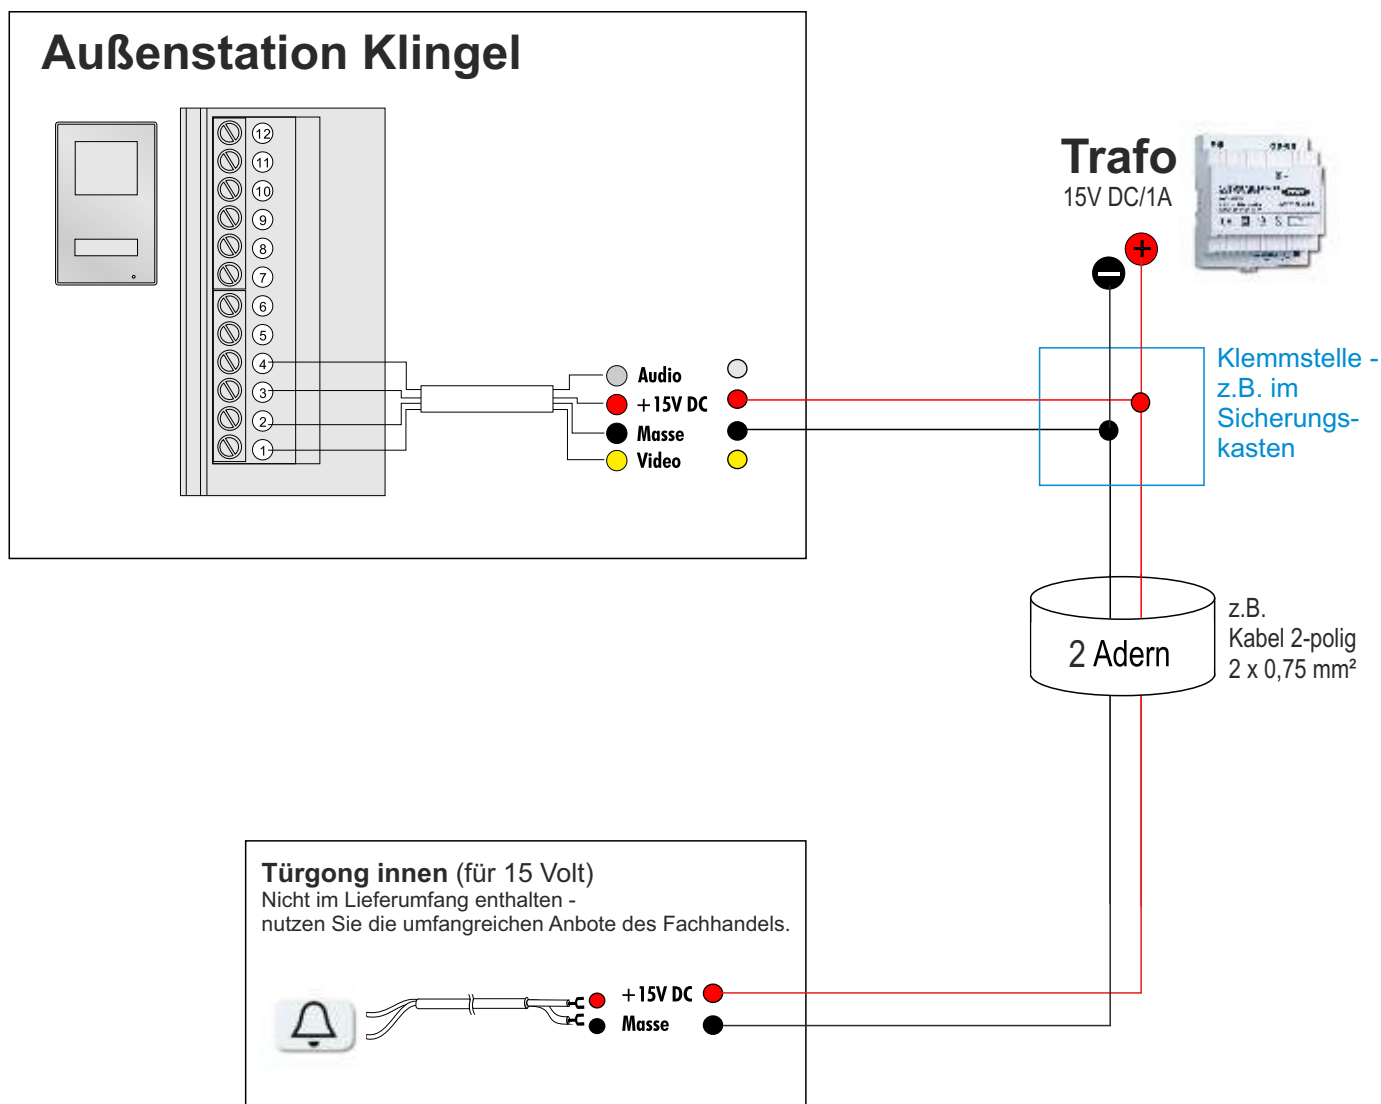 Außenstation Klingel
12
11
10
9
8
7
6
5
4
3
2
1
Audio
+15V DC
Masse
Video
Trafo
15V DC/1A
Klemmstelle -
z.B. im
Sicherungs-
kasten
2 Adern
z.B.
Kabel 2-polig
2 x 0,75 mm²
Türgong innen (für 15 Volt)
Nicht im Lieferumfang enthalten -
nutzen Sie die umfangreichen Anbote des Fachhandels.
+15V DC
Masse